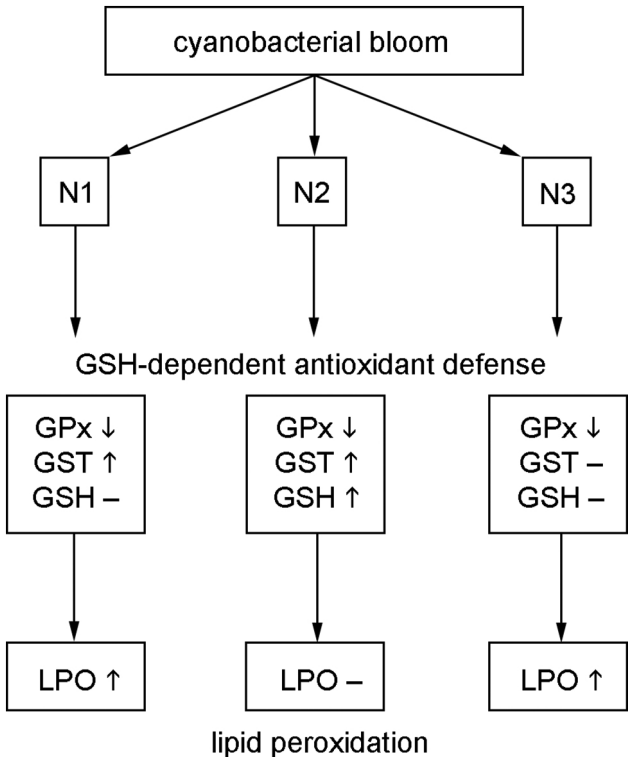 cyanobacterial bloom
N1
N2
N3
GSH-dependent antioxidant defense
GPx ↓
GST ↑
GSH –
GPx ↓
GST ↑
GSH ↑
GPx ↓
GST –
GSH –
LPO ↑
LPO –
LPO ↑
lipid peroxidation